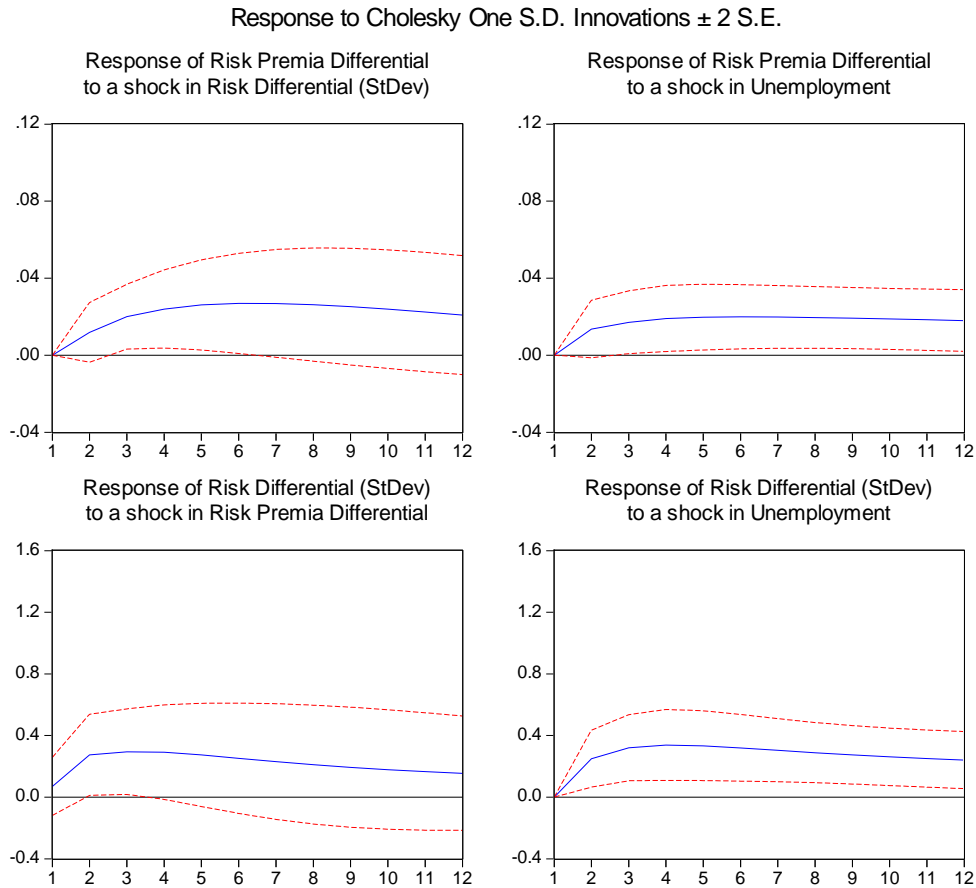 Response to Cholesky One S.D. Innovations ± 2 S.E.
Response of Risk Premia Differential
to a shock in Risk Differential (StDev)
.12
.08
.04
.00
-.04
1 2 3 4 5 6 7 8 9 10 11 12
Response of Risk Premia Differential
to a shock in Unemployment
.12
.08
.04
.00
-.04
1 2 3 4 5 6 7 8 9 10 11 12
Response of Risk Differential (StDev)
to a shock in Risk Premia Differential
1.6
1.2
0.8
0.4
0.0
-0.4
1 2 3 4 5 6 7 8 9 10 11 12
Response of Risk Differential (StDev)
to a shock in Unemployment
1.6
1.2
0.8
0.4
0.0
-0.4
1 2 3 4 5 6 7 8 9 10 11 12